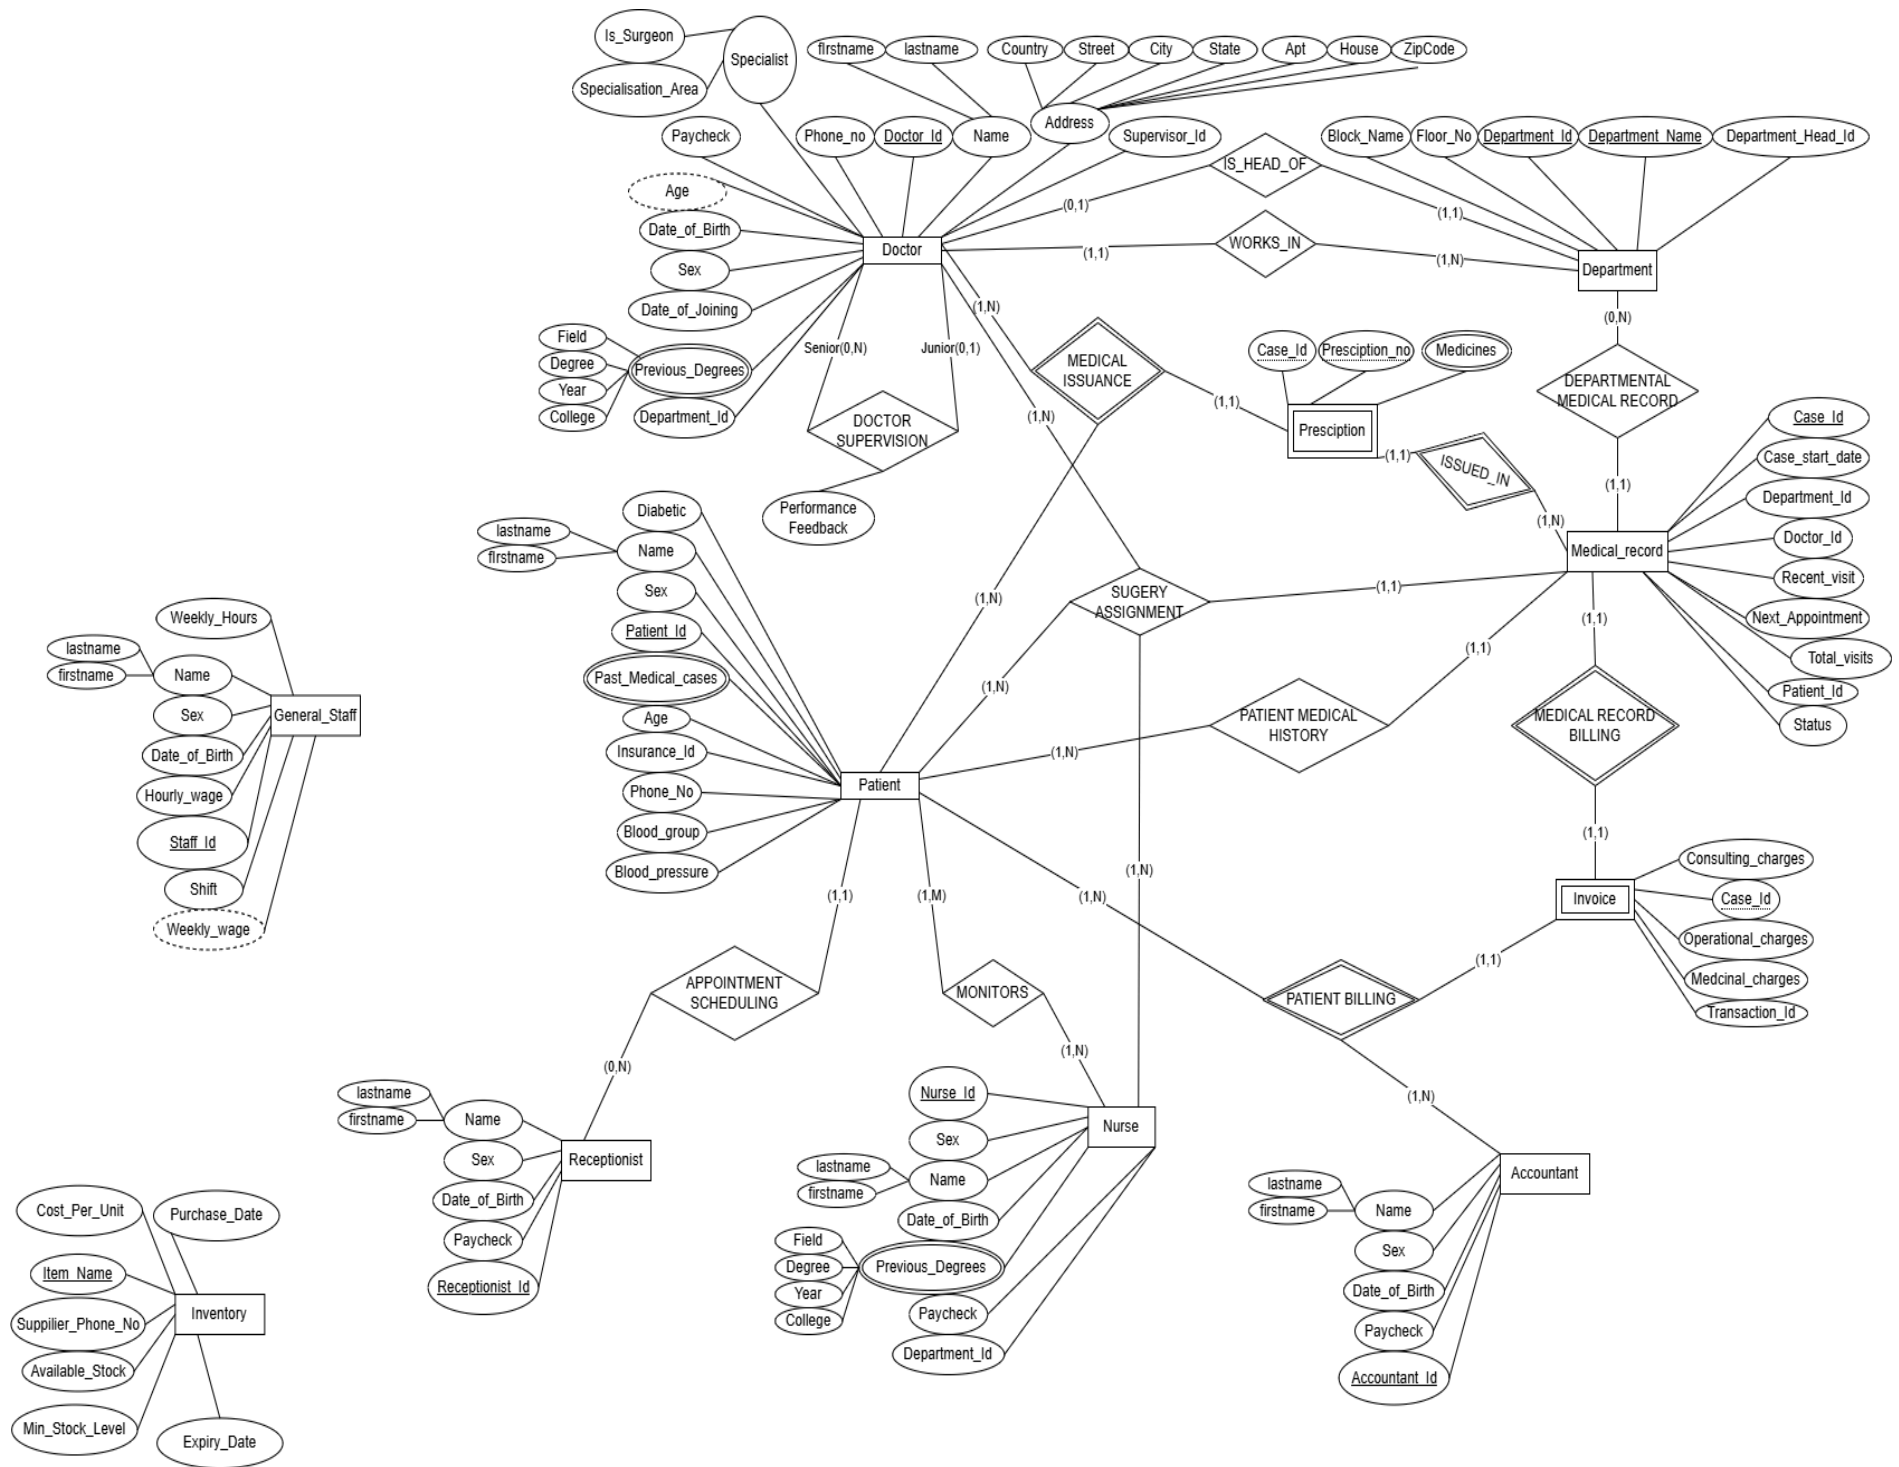 Is_Surgeon
Specialisation_Area
Specialist
firstname
lastname
Country
Street
City
State
Apt
House
ZipCode
Paycheck
Phone_no
Doctor_Id
Name
Address
Supervisor_Id
Block_Name
Floor_No
Department_Id
Department_Name
Department_Head_Id
IS_HEAD_OF
(0,1)
(1,1)
Age
Date_of_Birth
Sex
Date_of_Joining
Doctor
(1,1)
WORKS_IN
(1,N)
Department
Field
Degree
Year
College
Previous_Degrees
Department_Id
Senior(0,N)
Junior(0,1)
DOCTOR
SUPERVISION
Performance
Feedback
(1,N)
(1,N)
MEDICAL
ISSUANCE
(1,1)
Case_Id
Presciption_no
Medicines
Presciption
(1,1)
ISSUED_IN
(1,N)
(0,N)
DEPARTMENTAL
MEDICAL RECORD
(1,1)
Medical_record
Case_Id
Case_start_date
Department_Id
Doctor_Id
Recent_visit
Next_Appointment
Total_visits
Patient_Id
Status
Diabetic
lastname
firstname
Name
Sex
Patient_Id
Past_Medical_cases
Age
Insurance_Id
Phone_No
Blood_group
Blood_pressure
Patient
(1,N)
SUGERY
ASSIGNMENT
(1,1)
(1,N)
(1,N)
PATIENT MEDICAL
HISTORY
(1,1)
(1,1)
MEDICAL RECORD
BILLING
(1,1)
Weekly_Hours
lastname
firstname
Name
Sex
General_Staff
Date_of_Birth
Hourly_wage
Staff_Id
Shift
Weekly_wage
(1,1)
(1,M)
(1,N)
(1,N)
Invoice
Consulting_charges
Case_Id
Operational_charges
Medcinal_charges
Transaction_Id
(1,1)
APPOINTMENT
SCHEDULING
MONITORS
PATIENT BILLING
(0,N)
(1,N)
(1,N)
lastname
firstname
Name
Sex
Date_of_Birth
Paycheck
Receptionist_Id
Receptionist
Nurse_Id
Sex
lastname
firstname
Name
Date_of_Birth
Field
Degree
Year
College
Previous_Degrees
Paycheck
Department_Id
Nurse
lastname
firstname
Name
Sex
Date_of_Birth
Paycheck
Accountant_Id
Accountant
Cost_Per_Unit
Purchase_Date
Item_Name
Suppilier_Phone_No
Available_Stock
Min_Stock_Level
Expiry_Date
Inventory